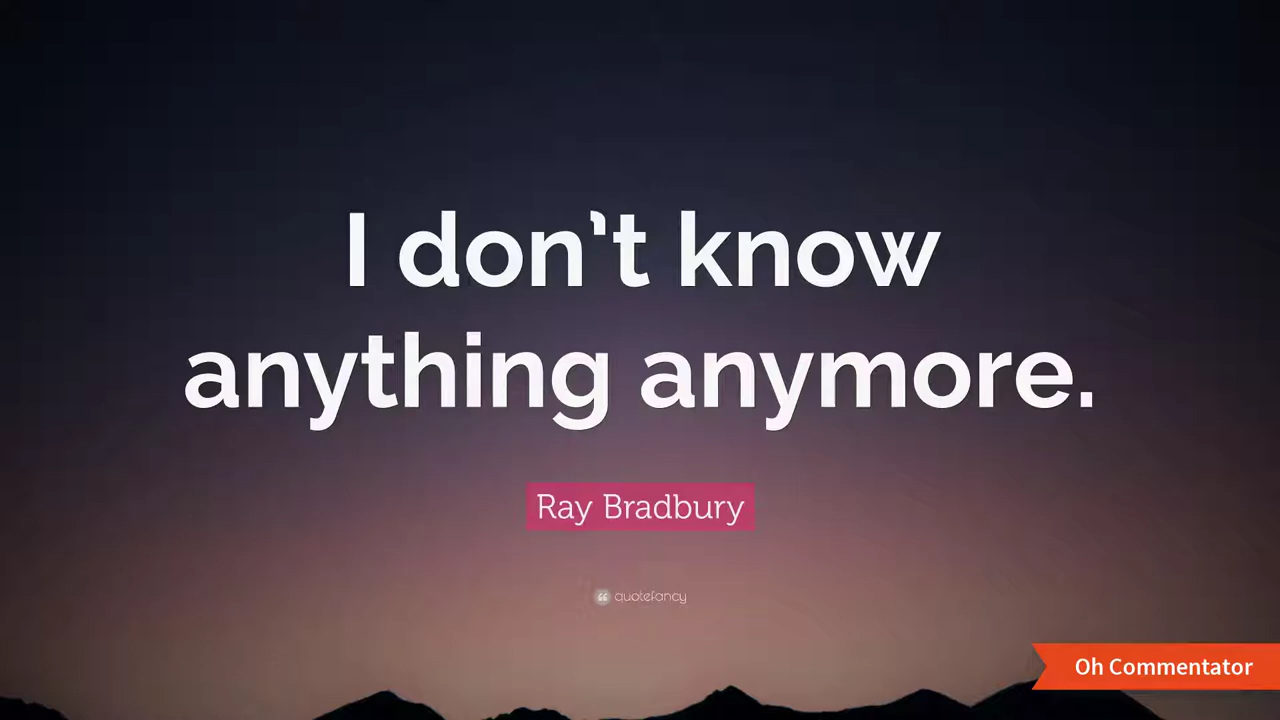 I don’t know
anything anymore.
Ray Bradbury
quotefancy
Oh Commentator